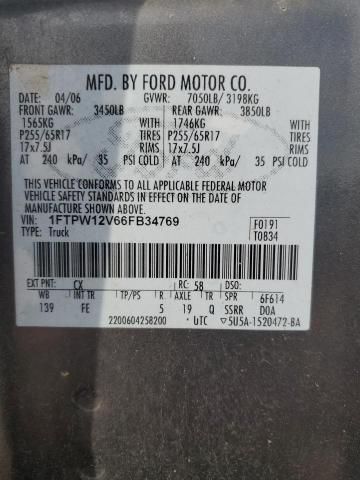 MFD. BY FORD MOTOR CO.
DATE: 04/06 GVWR: 7050LB/ 3198KG
FRONT GAWR: 3450LB REAR GAWR: 3850LB
1565KG WITH 1746KG WITH
P255/65R17 TIRES P255/65R17 TIRES
17x7.5J RIMS 17x7.5J RIMS
AT 240 kPa/ 35 PSI COLD AT 240 kPa/ 35 PSI COLD
THIS VEHICLE CONFORMS TO ALL APPLICABLE FEDERAL MOTOR
VEHICLE SAFETY STANDARDS IN EFFECT ON THE DATE OF
MANUFACTURE SHOWN ABOVE.
VIN: 1FTPW12V66FB34769 F0191
TYPE: Truck T0834
EXT PNT: CX RC: 58 DSO:
WB INT TR TP/PS R AXLE TR SPR 6F614
139 FE 5 19 Q SSRR D0A
2200604258200 * UTC 5U5A-1520472-BA